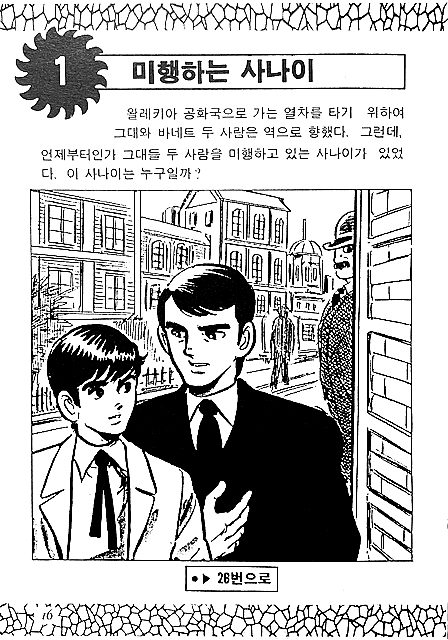 1
미행하는 사나이
왈레키아 공화국으로 가는 열차를 타기 위하여
그대와 바네트 두 사람은 역으로 향했다. 그런데,
언제부터인가 그대들 두 사람을 미행하고 있는 사나이가 있었
다. 이 사나이는 누구일까?
●▶ 26번으로
16